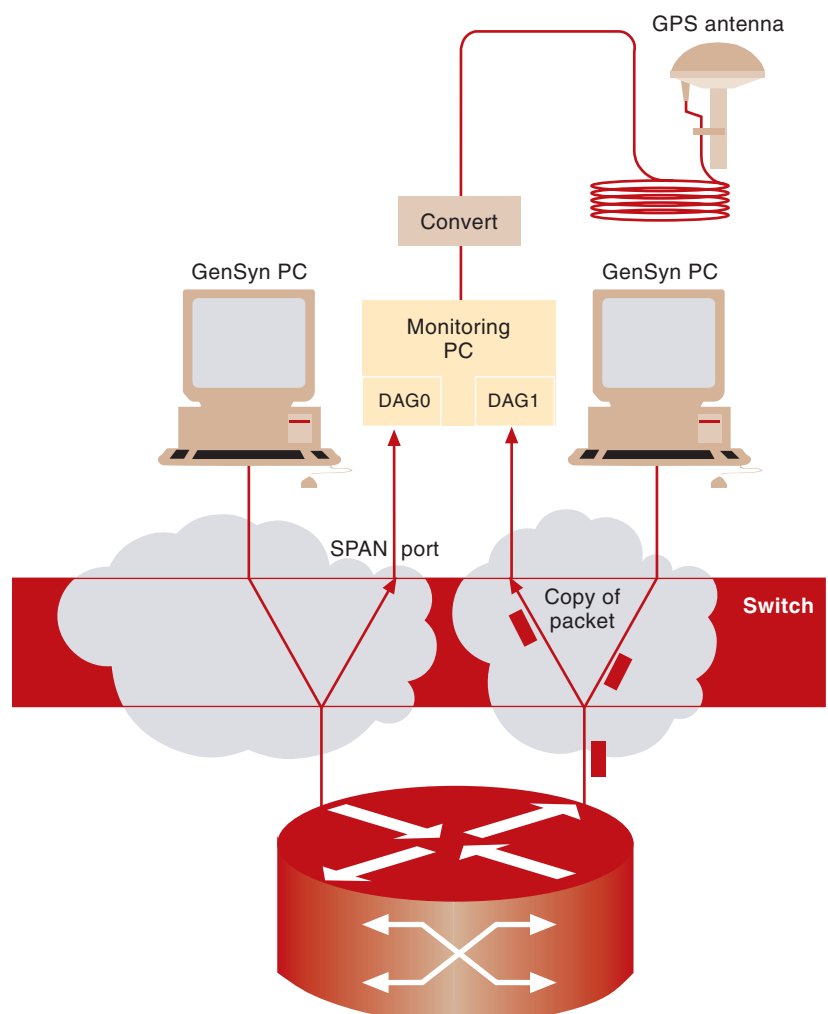 GPS antenna
Convert
GenSyn PC
GenSyn PC
Monitoring
PC
DAG0
DAG1
SPAN port
Copy of
packet
Switch